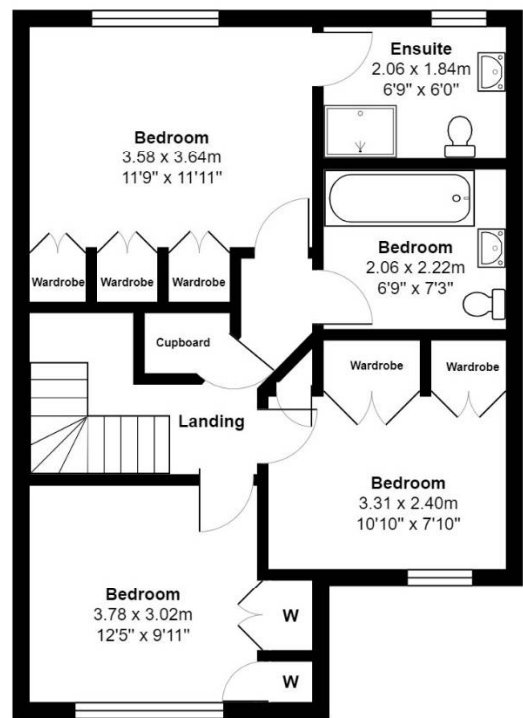 Ensuite
2.06 x 1.84m
6'9" x 6'0"
Bedroom
3.58 x 3.64m
11'9" x 11'11"
Bedroom
2.06 x 2.22m
6'9" x 7'3"
Wardrobe
Wardrobe
Wardrobe
Cupboard
Wardrobe
Wardrobe
Landing
Bedroom
3.31 x 2.40m
10'10" x 7'10"
Bedroom
3.78 x 3.02m
12'5" x 9'11"
W
W